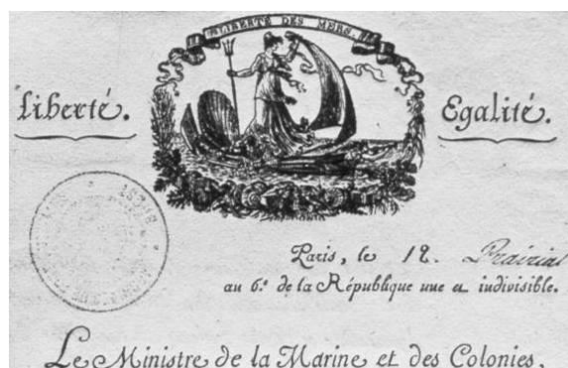 LIBERTÉ DES MERS.
Liberté.
Egalité.
Paris, le 12. Prairial
au 6.e de la République une et indivisible.
Le Ministre de la Marine et des Colonies,